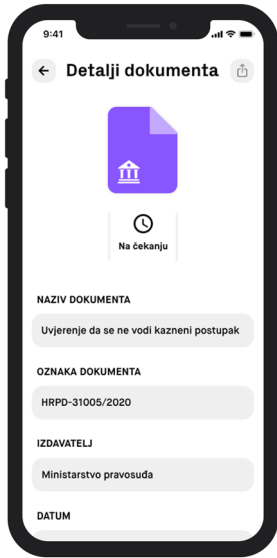 9:41
Detalji dokumenta
Na čekanju
NAZIV DOKUMENTA
Uvjerenje da se ne vodi kazneni postupak
OZNAKA DOKUMENTA
HRPD-31005/2020
IZDAVATELJ
Ministarstvo pravosuđa
DATUM